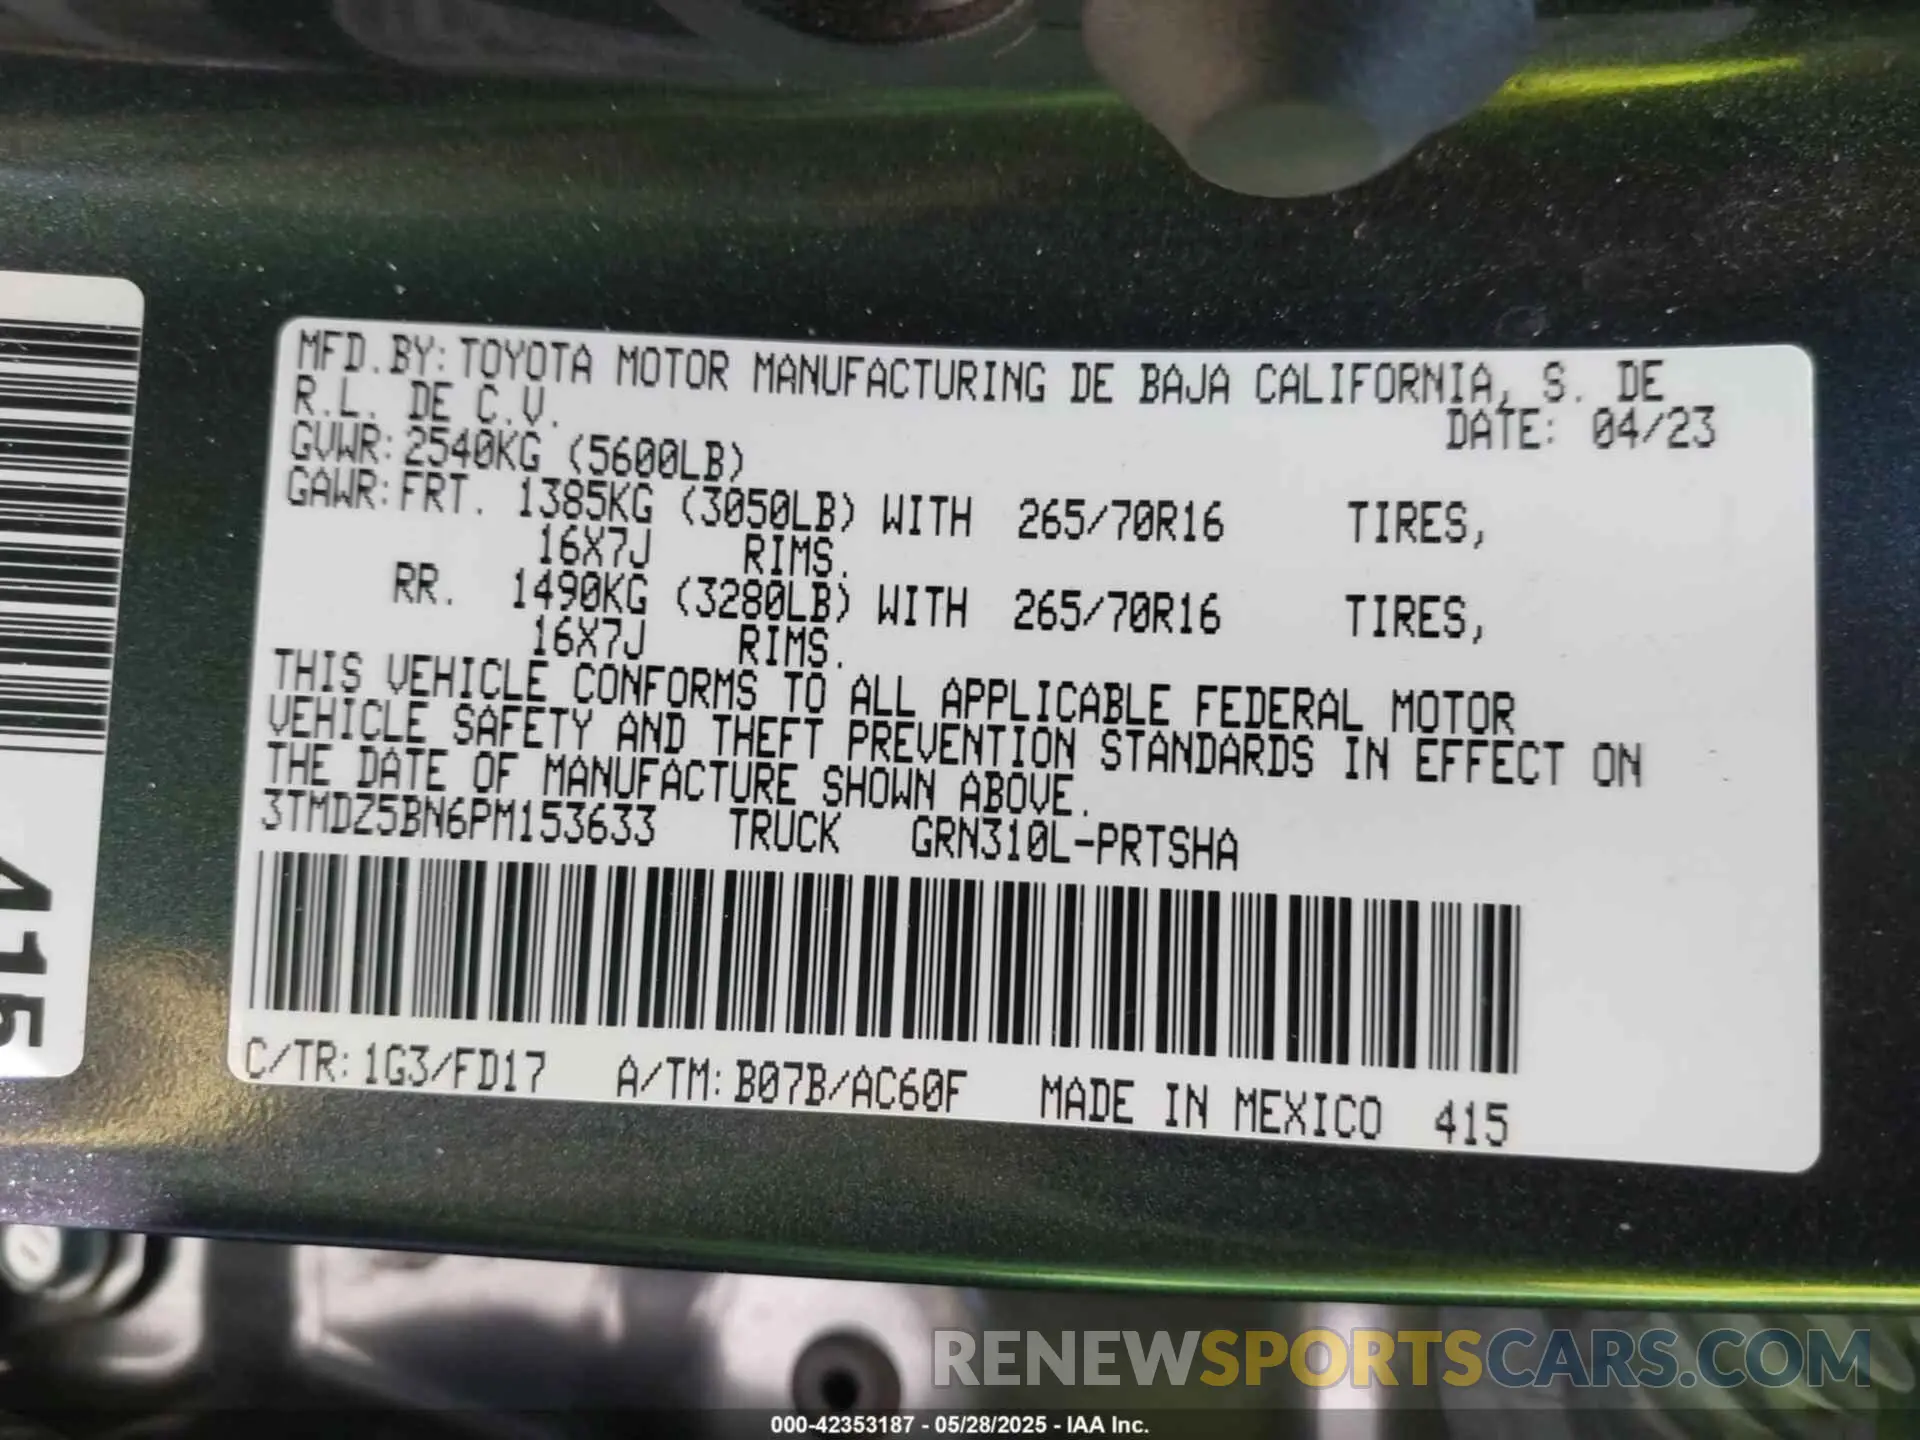 MFD.BY:TOYOTA MOTOR MANUFACTURING DE BAJA CALIFORNIA, S. DE
R.L. DE C.V.
DATE: 04/23
GVWR:2540KG (5600LB)
GAWR:FRT. 1385KG (3050LB) WITH 265/70R16 TIRES,
16X7J RIMS.
RR. 1490KG (3280LB) WITH 265/70R16 TIRES,
16X7J RIMS.
THIS VEHICLE CONFORMS TO ALL APPLICABLE FEDERAL MOTOR
VEHICLE SAFETY AND THEFT PREVENTION STANDARDS IN EFFECT ON
THE DATE OF MANUFACTURE SHOWN ABOVE.
3TMDZ5BN6PM153633 TRUCK GRN310L-PRTSHA
C/TR:1G3/FD17 A/TM:B07B/AC60F MADE IN MEXICO 415
415
RENEWSPORTSCARS.COM
000-42353187 - 05/28/2025 - IAA Inc.